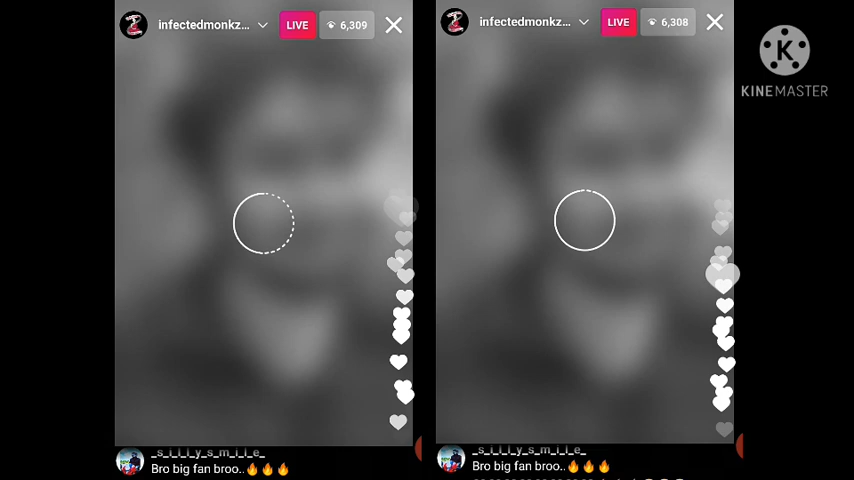 infectedmonkz... LIVE 6,309
infectedmonkz... LIVE 6,308
K
KINEMASTER
_s_i_l_l_y_s_m_i_l_e_
Bro big fan broo..🔥🔥🔥
_s_i_l_l_y_s_m_i_l_e_
Bro big fan broo..🔥🔥🔥